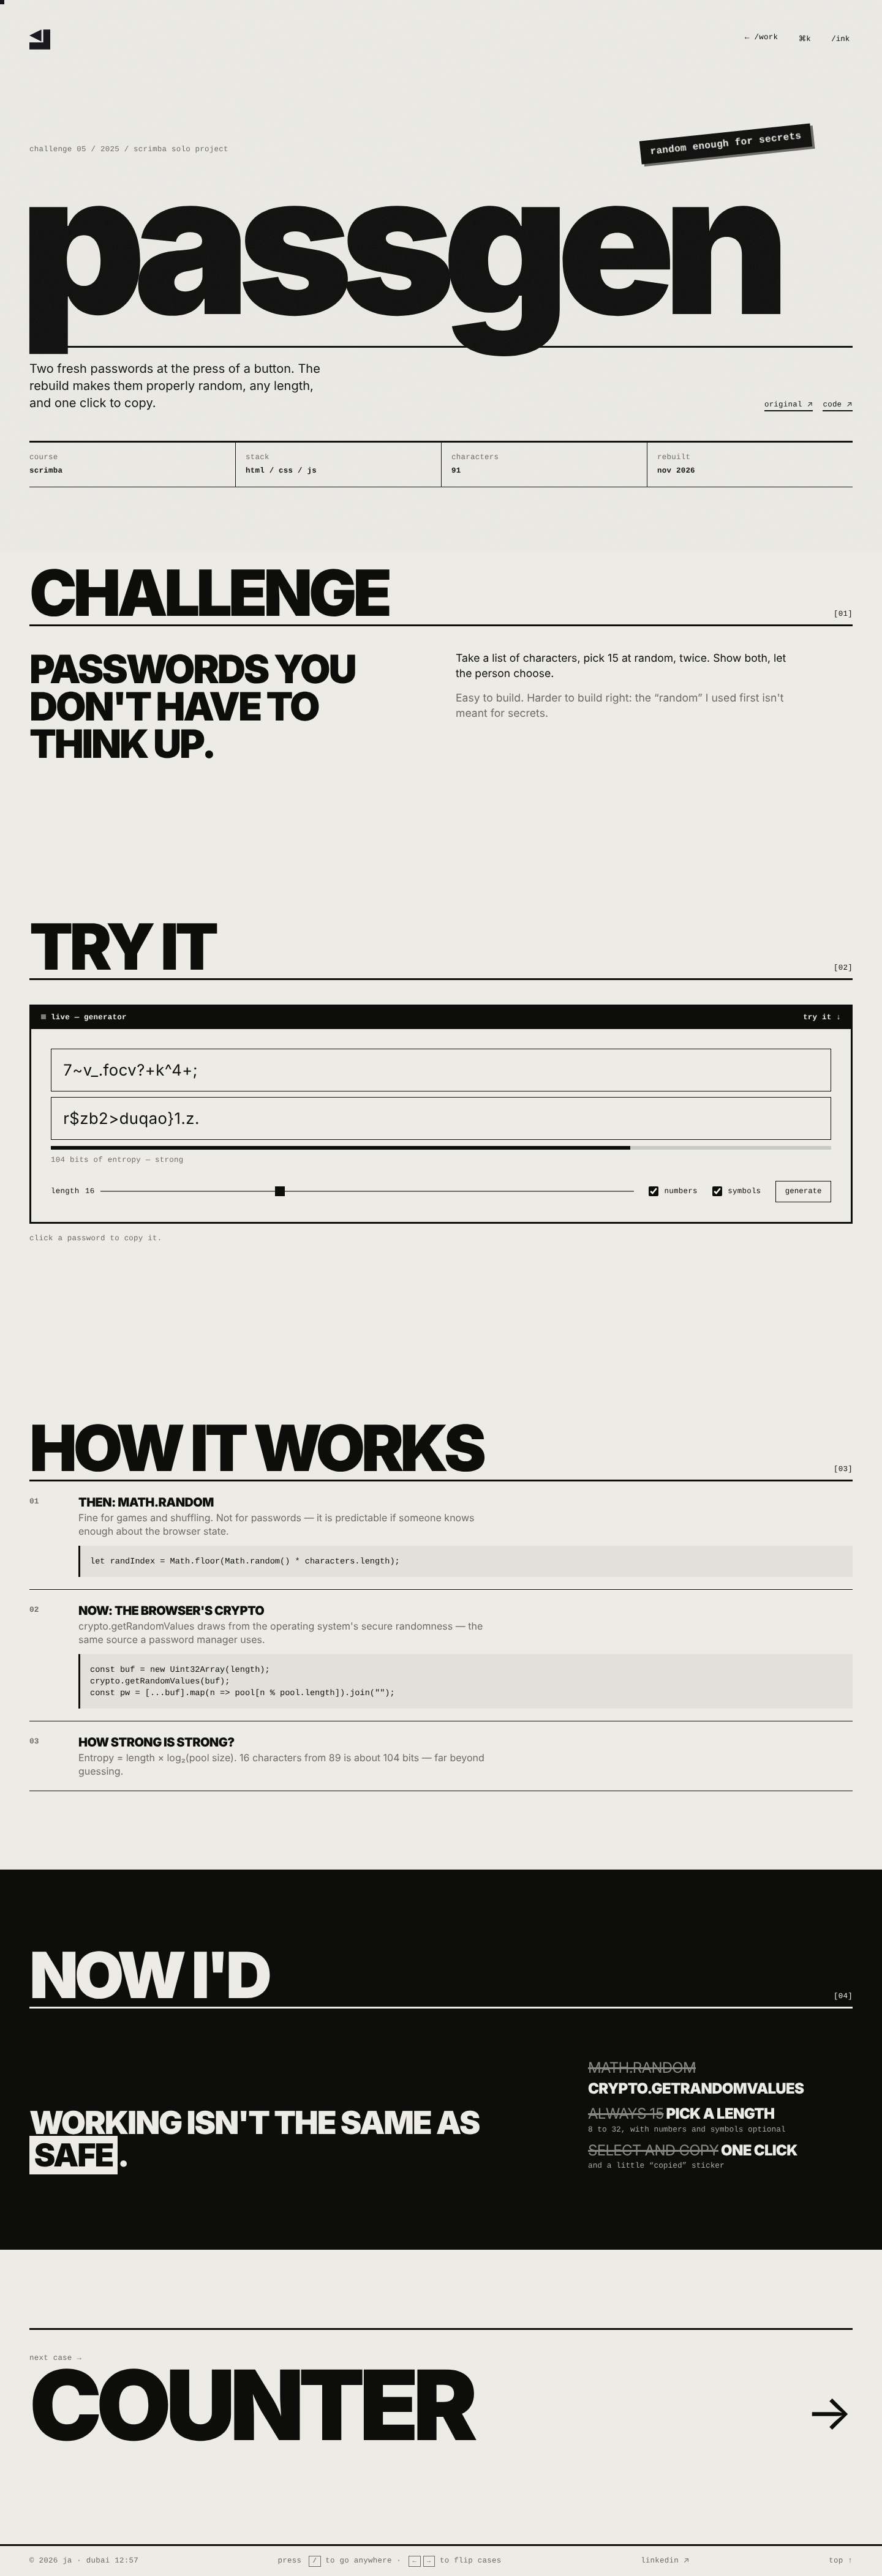 ← /work ⌘k /ink
challenge 05 / 2025 / scrimba solo project
random enough for secrets
passgen
Two fresh passwords at the press of a button. The
rebuild makes them properly random, any length,
and one click to copy.
original ↗ code ↗
course
scrimba
stack
html / css / js
characters
91
rebuilt
nov 2026
CHALLENGE
[01]
PASSWORDS YOU
DON'T HAVE TO
THINK UP.
Take a list of characters, pick 15 at random, twice. Show both, let
the person choose.
Easy to build. Harder to build right: the “random” I used first isn't
meant for secrets.
TRY IT
[02]
live — generator
try it ↓
7~v_.focv?+k^4+;
r$zb2>duqao}1.z.
104 bits of entropy — strong
length 16
numbers
symbols
generate
click a password to copy it.
HOW IT WORKS
[03]
01
THEN: MATH.RANDOM
Fine for games and shuffling. Not for passwords — it is predictable if someone knows
enough about the browser state.
let randIndex = Math.floor(Math.random() * characters.length);
02
NOW: THE BROWSER'S CRYPTO
crypto.getRandomValues draws from the operating system's secure randomness — the
same source a password manager uses.
const buf = new Uint32Array(length);
crypto.getRandomValues(buf);
const pw = [...buf].map(n => pool[n % pool.length]).join("");
03
HOW STRONG IS STRONG?
Entropy = length × log₂(pool size). 16 characters from 89 is about 104 bits — far beyond
guessing.
NOW I'D
[04]
WORKING ISN'T THE SAME AS
SAFE.
MATH.RANDOM
CRYPTO.GETRANDOMVALUES
ALWAYS 15 PICK A LENGTH
8 to 32, with numbers and symbols optional
SELECT AND COPY ONE CLICK
and a little “copied” sticker
next case →
COUNTER
→
© 2026 ja · dubai 12:57
press / to go anywhere · ← → to flip cases
linkedin ↗
top ↑